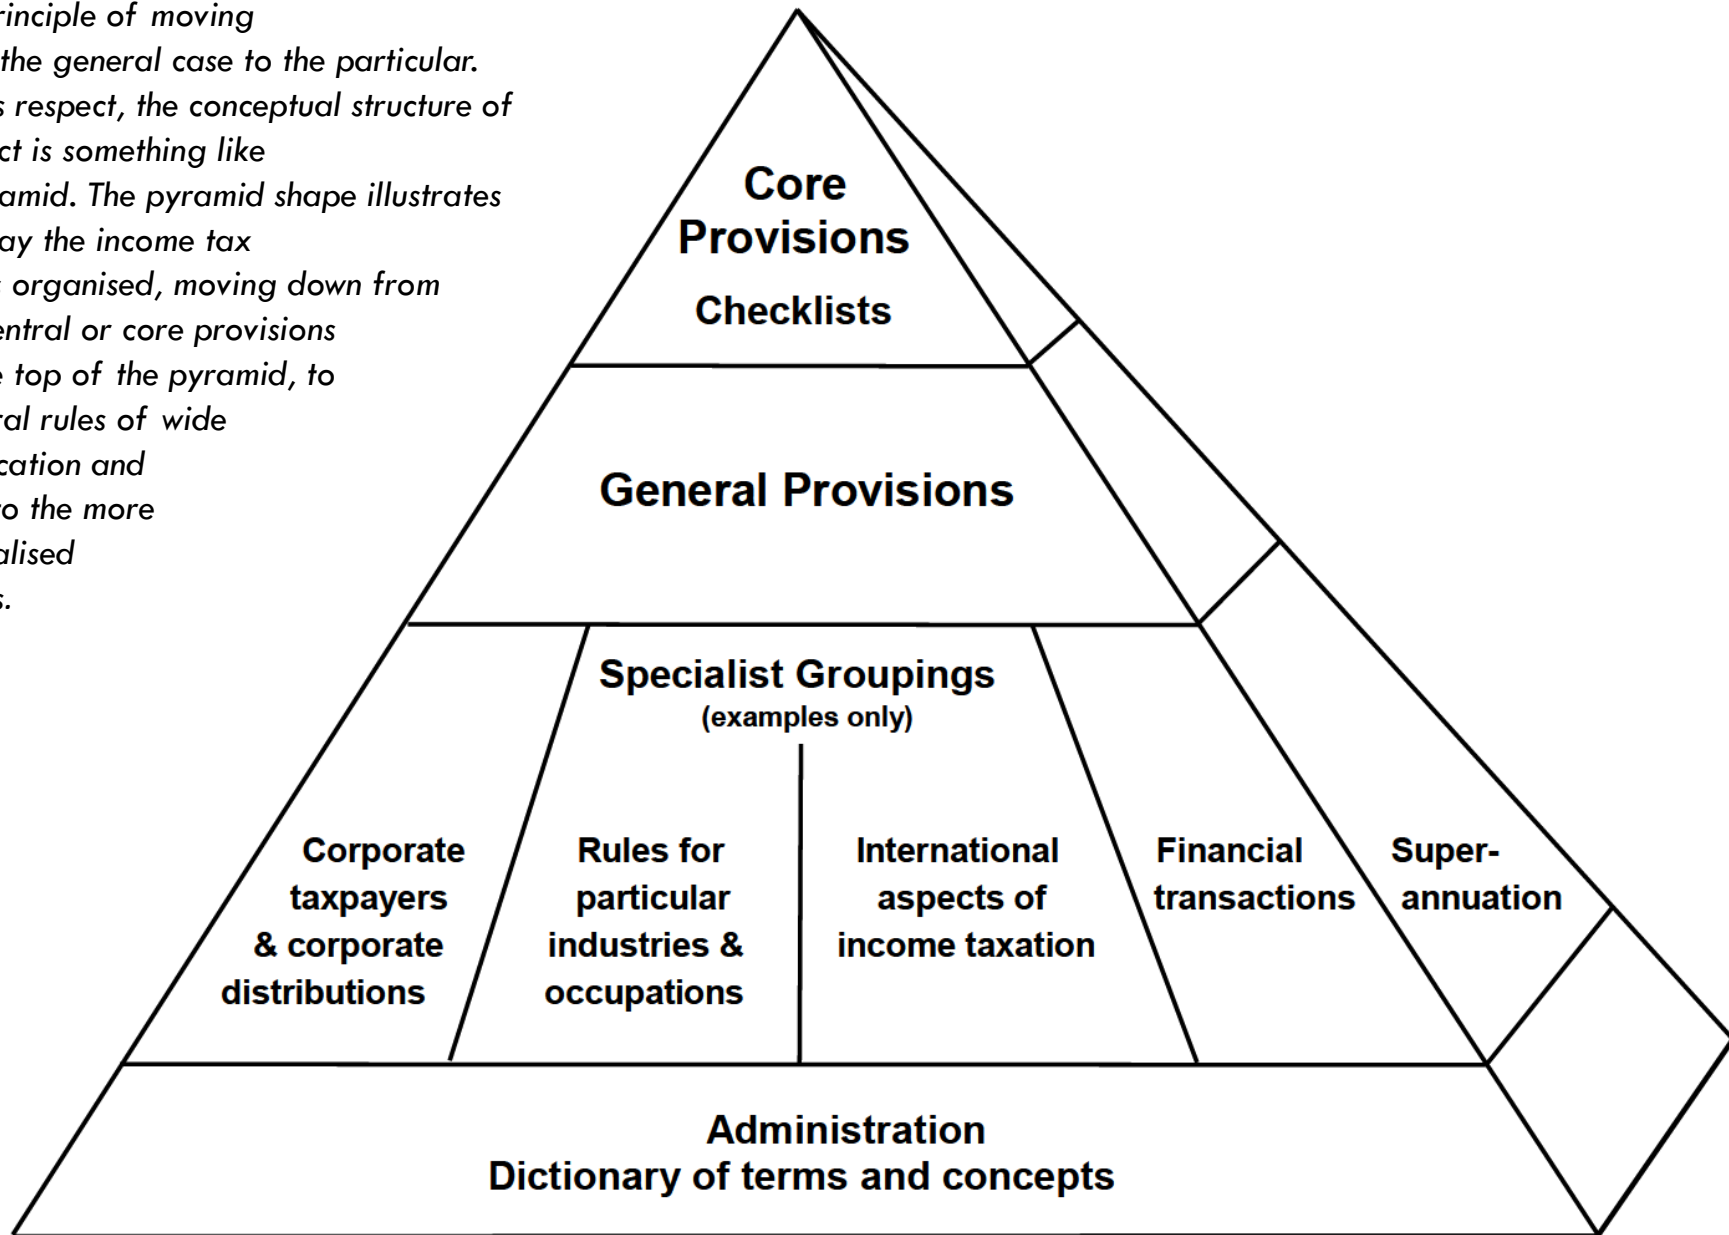 rinciple of moving
the general case to the particular.
s respect, the conceptual structure of
ct is something like
amid. The pyramid shape illustrates
ay the income tax
s organised, moving down from
entral or core provisions
e top of the pyramid, to
ral rules of wide
cation and
to the more
alised
s.
Core
Provisions
Checklists
General Provisions
Specialist Groupings
(examples only)
Corporate
taxpayers
& corporate
distributions
Rules for
particular
industries &
occupations
International
aspects of
income taxation
Financial
transactions
Super-
annuation
Administration
Dictionary of terms and concepts